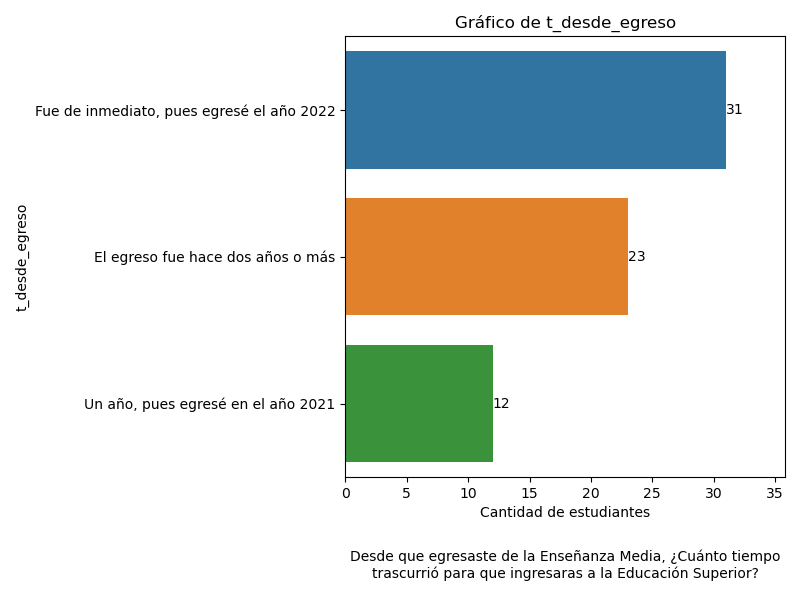 Gráfico de t_desde_egreso
t_desde_egreso
Fue de inmediato, pues egresé el año 2022
31
El egreso fue hace dos años o más
23
Un año, pues egresé en el año 2021
12
0 5 10 15 20 25 30 35
Cantidad de estudiantes
Desde que egresaste de la Enseñanza Media, ¿Cuánto tiempo
trascurrió para que ingresaras a la Educación Superior?